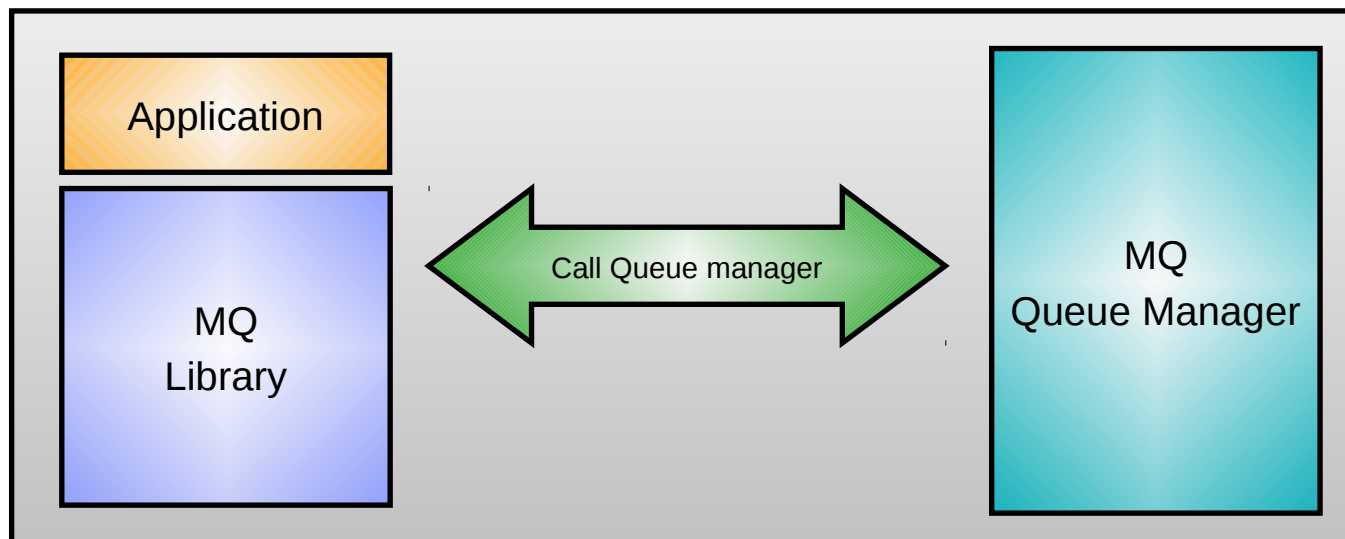 Application
MQ
Library
Call Queue manager
MQ
Queue Manager